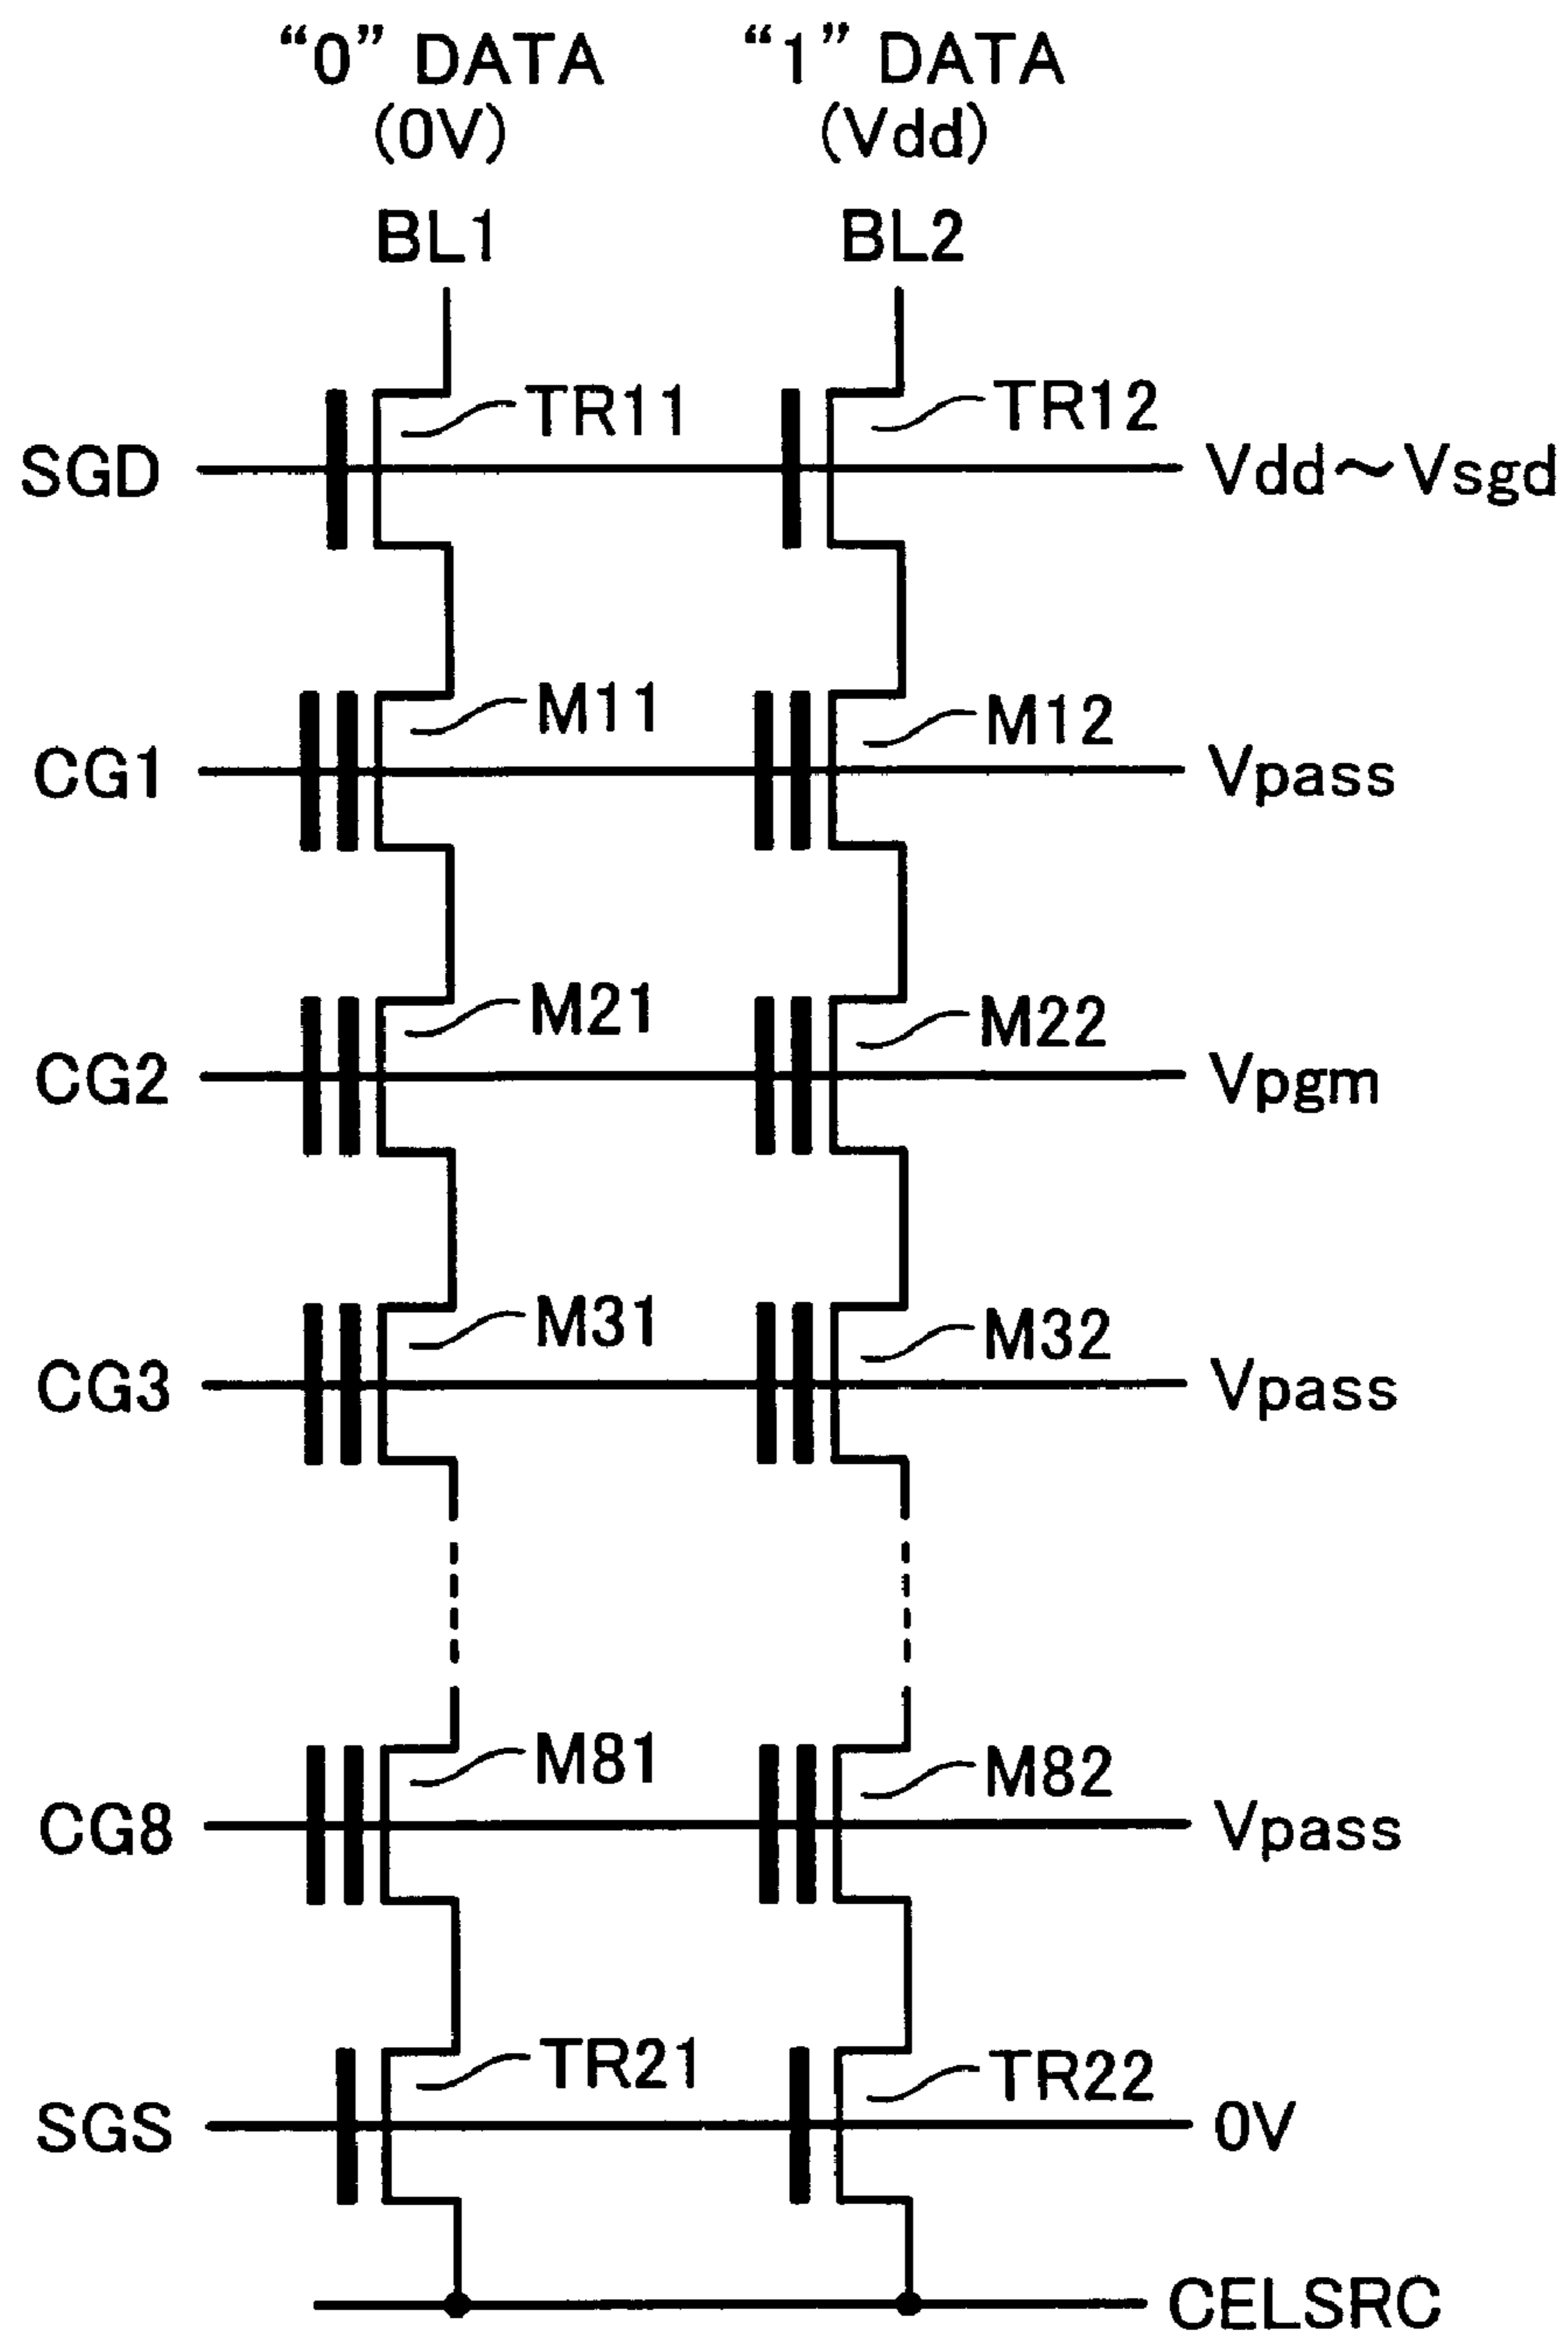 “0” DATA “1” DATA
(0V) (Vdd)
BL1 BL2
TR11 TR12
SGD Vdd~Vsgd
M11 M12
CG1 Vpass
M21 M22
CG2 Vpgm
M31 M32
CG3 Vpass
M81 M82
CG8 Vpass
TR21 TR22
SGS 0V
CELSRC